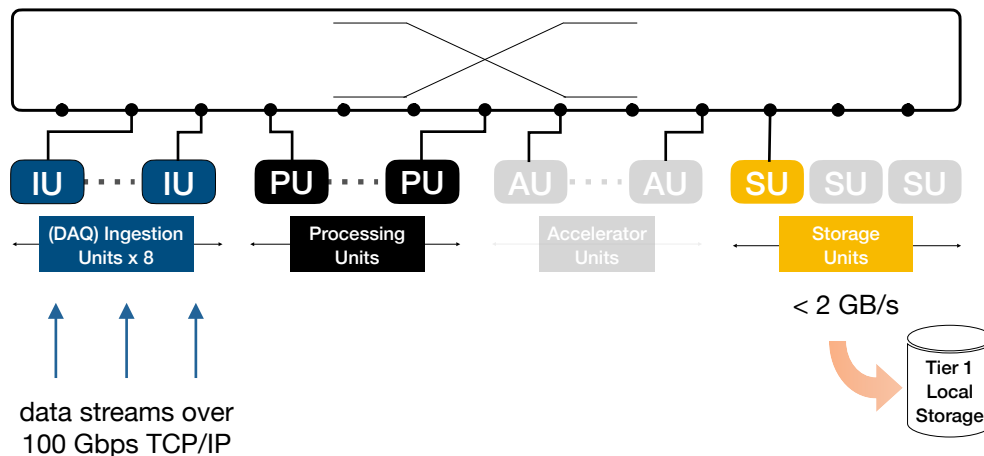 IU IU PU PU AU AU SU SU SU
(DAQ) Ingestion
Units x 8
Processing
Units
Accelerator
Units
Storage
Units
< 2 GB/s
Tier 1
Local
Storage
data streams over
100 Gbps TCP/IP